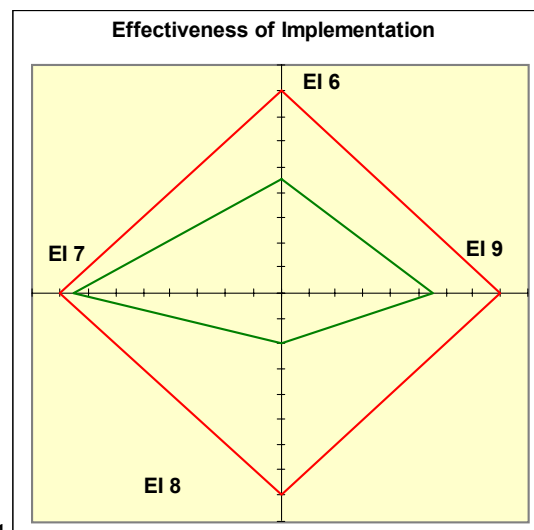 Effectiveness of Implementation
EI 6
EI 7
EI 9
EI 8